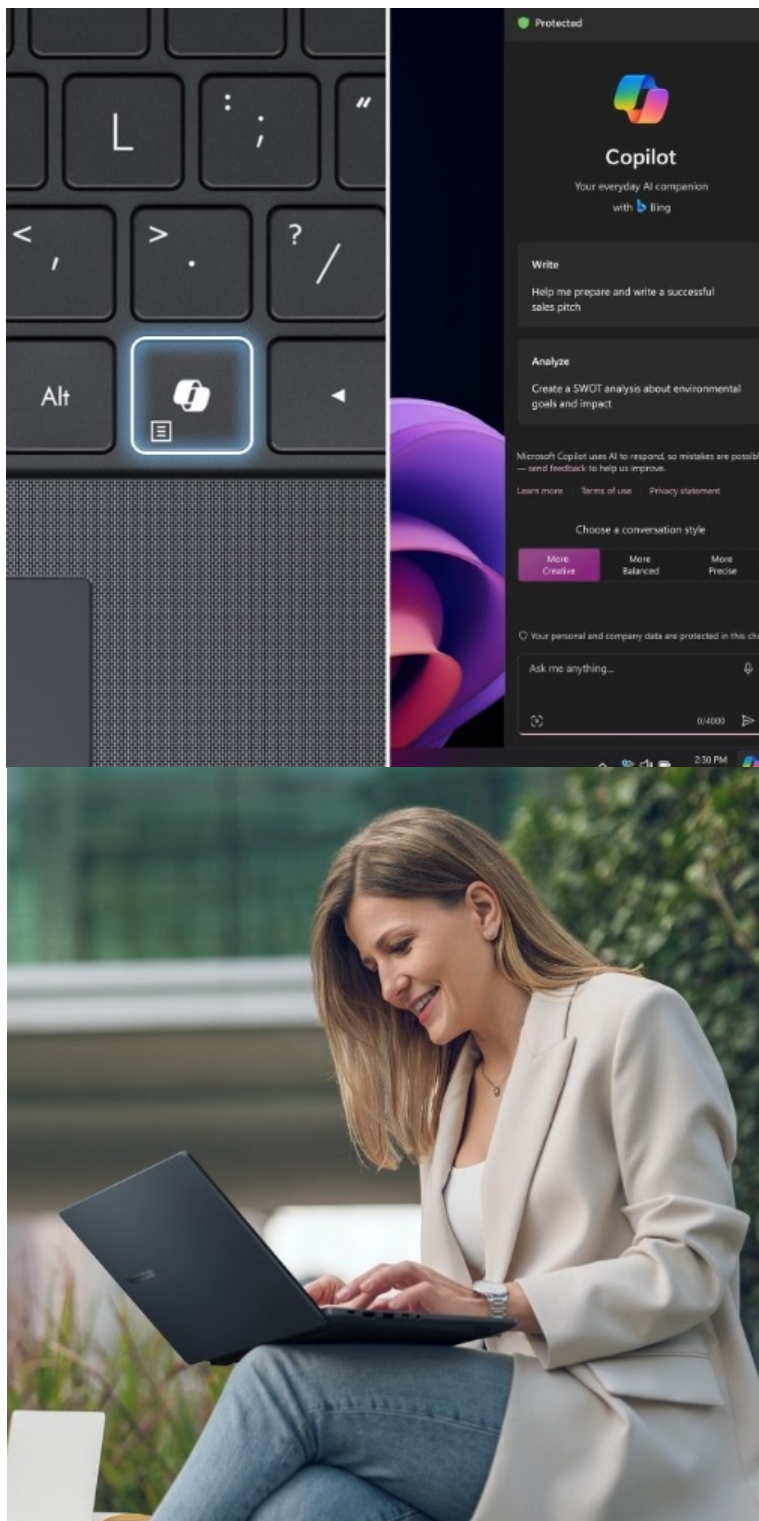 L
: ;
"
< ,
> .
? /
Alt
Protected
Copilot
Your everyday AI companion
with Bing
Write
Help me prepare and write a successful
sales pitch
Analyze
Create a SWOT analysis about environmental
goals and impact
Microsoft Copilot uses AI to respond, so mistakes are
— send feedback to help us improve.
Learn more Terms of use Privacy statement
Choose a conversation style
More
Creative
More
Balanced
More
Precise
Your personal and company data are protected in this
Ask me anything...
0/4000
2:30 PM